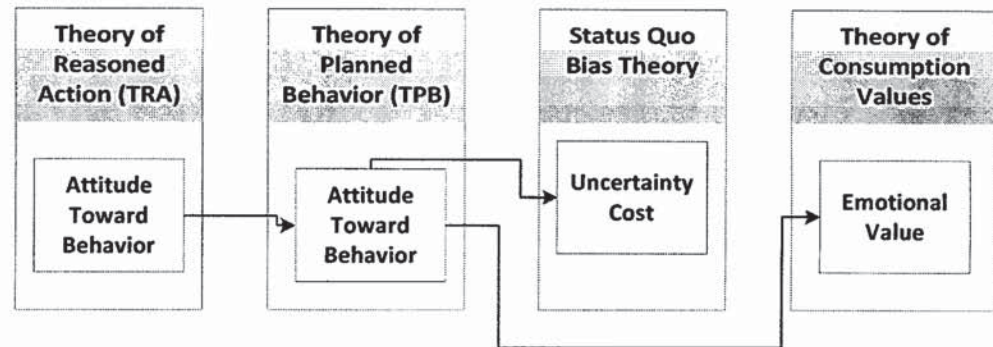 Theory of
Reasoned
Action (TRA)
Attitude
Toward
Behavior
Theory of
Planned
Behavior (TPB)
Attitude
Toward
Behavior
Status Quo
Bias Theory
Uncertainty
Cost
Theory of
Consumption
Values
Emotional
Value